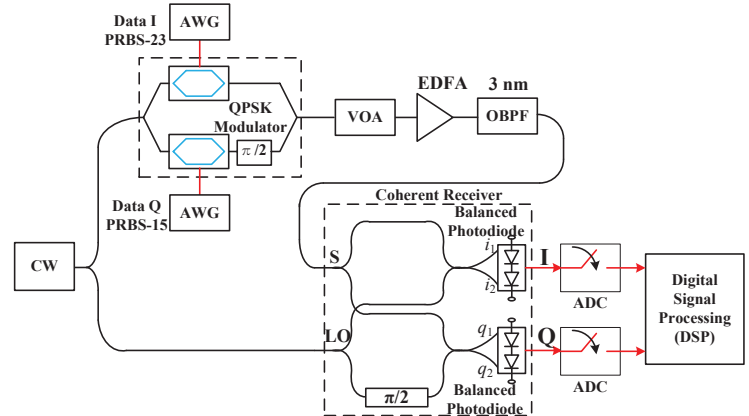 Data I
PRBS-23
AWG
QPSK
Modulator
π/2
Data Q
PRBS-15
AWG
VOA
EDFA
3 nm
OBPF
CW
Coherent Receiver
Balanced
Photodiode
S
i1
i2
I
ADC
LO
q1
q2
Q
ADC
π/2
Balanced
Photodiode
Digital
Signal
Processing
(DSP)